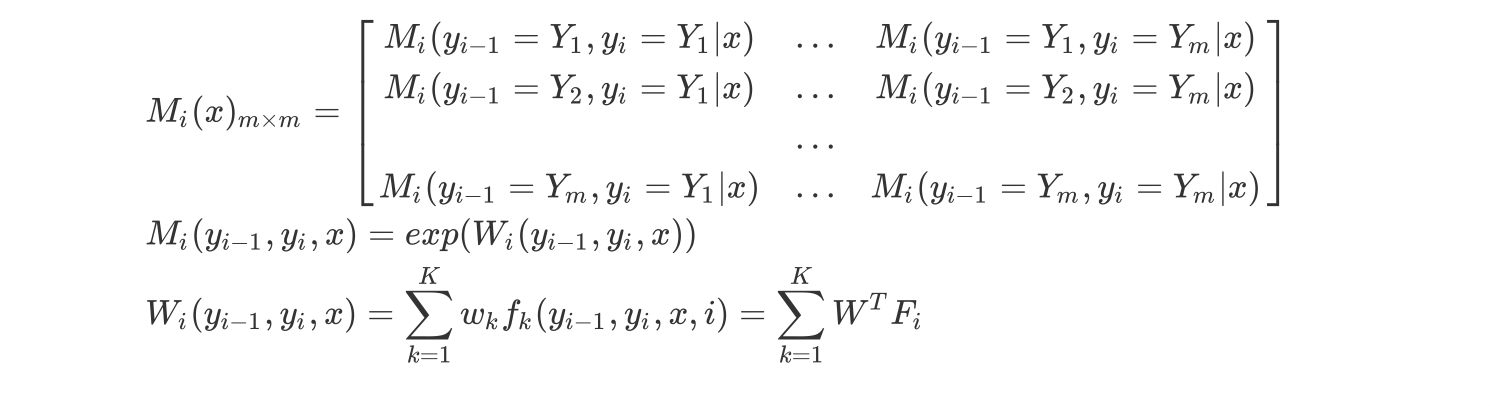 M_i(x)_{m×m} = [ M_i(y_{i−1} = Y_1, y_i = Y_1|x) … M_i(y_{i−1} = Y_1, y_i = Y_m|x)
M_i(y_{i−1} = Y_2, y_i = Y_1|x) … M_i(y_{i−1} = Y_2, y_i = Y_m|x)
…
M_i(y_{i−1} = Y_m, y_i = Y_1|x) … M_i(y_{i−1} = Y_m, y_i = Y_m|x) ]
M_i(y_{i−1}, y_i, x) = exp(W_i(y_{i−1}, y_i, x))
W_i(y_{i−1}, y_i, x) = ∑_{k=1}^{K} w_k f_k(y_{i−1}, y_i, x, i) = ∑_{k=1}^{K} W^T F_i